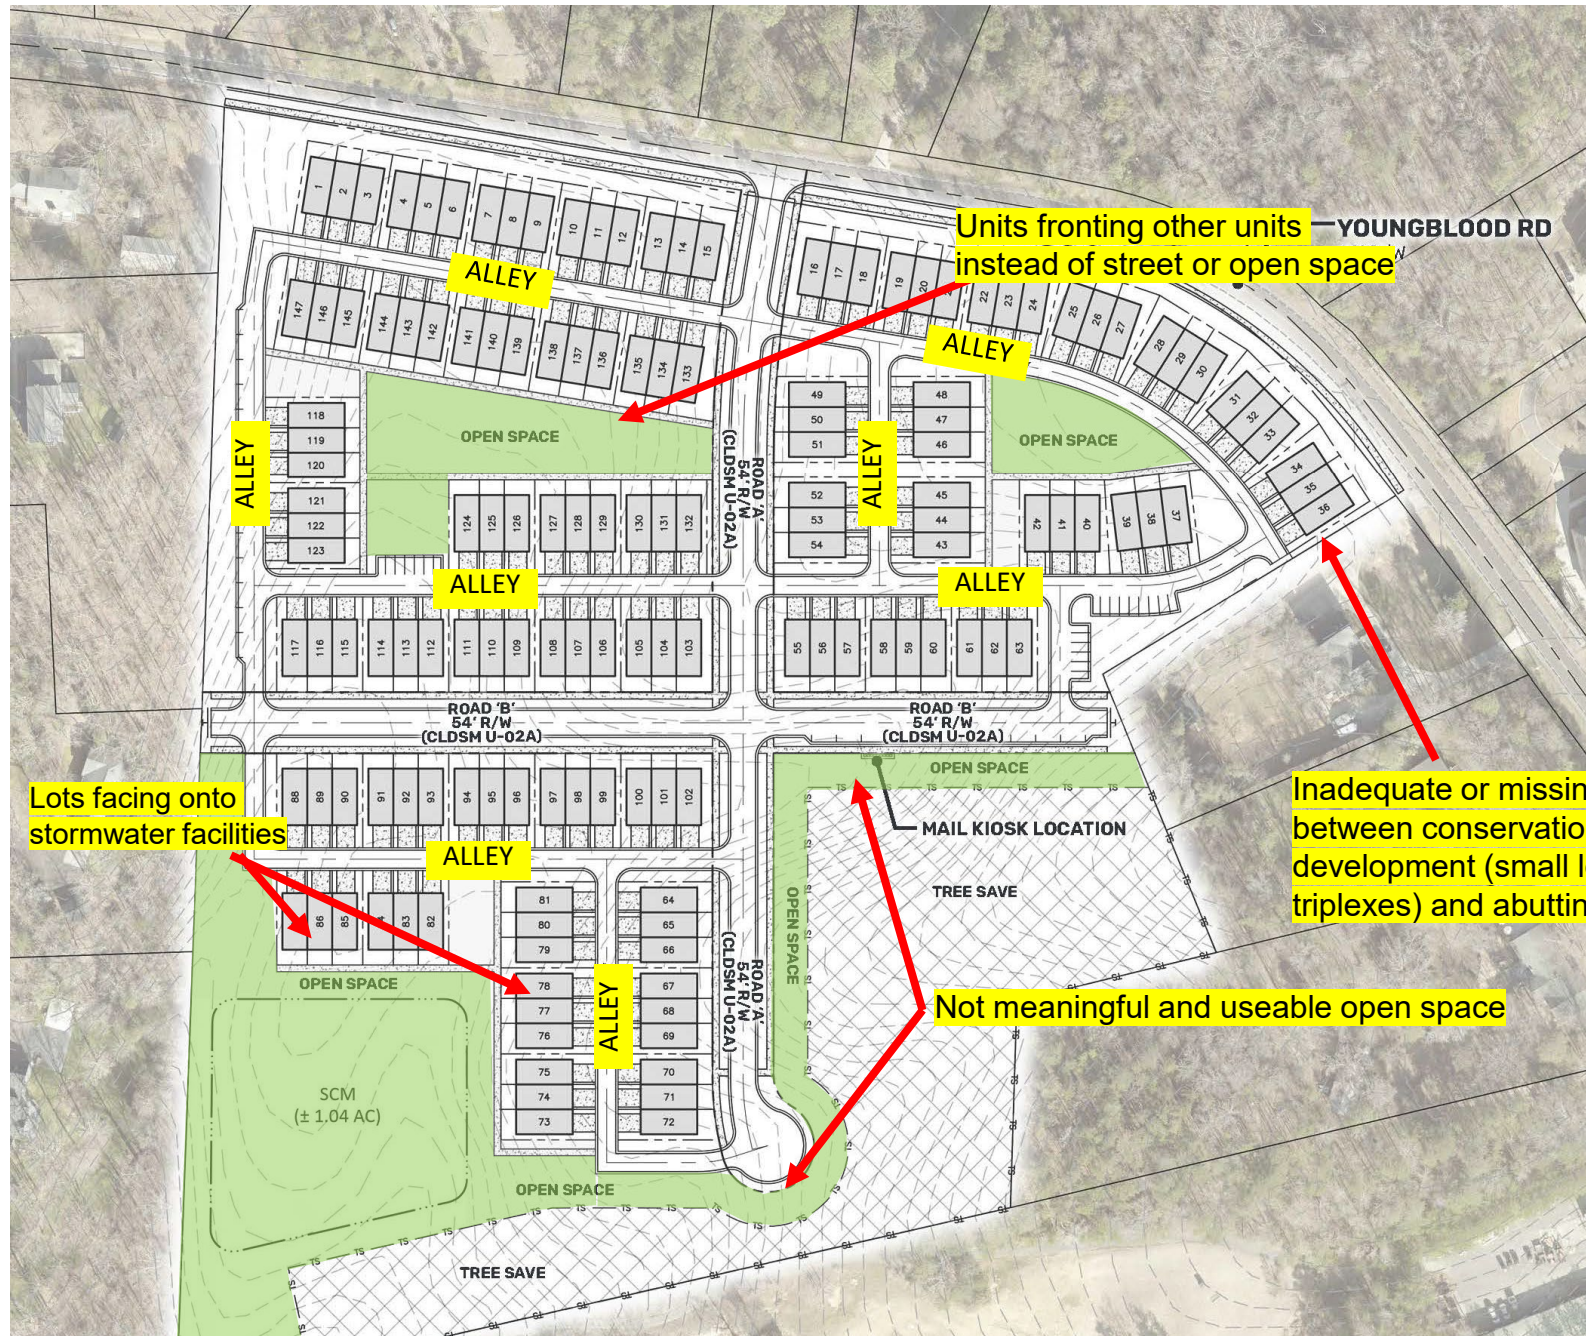 Units fronting other units
instead of street or open space
YOUNGBLOOD RD
1 2 3 4 5 6 7 8 9 10 11 12 13 14 15
ALLEY
147 146 145 144 143 142 141 140 139 138 137 136 135 134 133
16 17 18 19 20 22 23 24 25 26 27 28 29 30 31 32 33 34 35 36
ALLEY
118
119
120
121
122
123
ALLEY
OPEN SPACE
124 125 126 127 128 129 130 131 132
ROAD 'A'
54' R/W
(CLDSM U-02A)
49
50
51
52
53
54
ALLEY
48
47
46
45
44
43
OPEN SPACE
42 41 40 39 38 37
ALLEY
ALLEY
117 116 115 114 113 112 111 110 109 108 107 106 105 104 103
55 56 57 58 59 60 61 62 63
ROAD 'B'
54' R/W
(CLDSM U-02A)
ROAD 'B'
54' R/W
(CLDSM U-02A)
Lots facing onto
stormwater facilities
88 89 90 91 92 93 94 95 96 97 98 99 100 101 102
OPEN SPACE
MAIL KIOSK LOCATION
Inadequate or missin
between conservatio
development (small l
triplexes) and abuttin
ALLEY
86 85 83 82
TREE SAVE
OPEN SPACE
81
80
79
78
77
76
75
74
73
ALLEY
64
65
66
67
68
69
70
71
72
ROAD 'A'
54' R/W
(CLDSM U-02A)
OPEN SPACE
Not meaningful and useable open space
SCM
(± 1.04 AC)
OPEN SPACE
TREE SAVE
TS TS TS TS TS TS